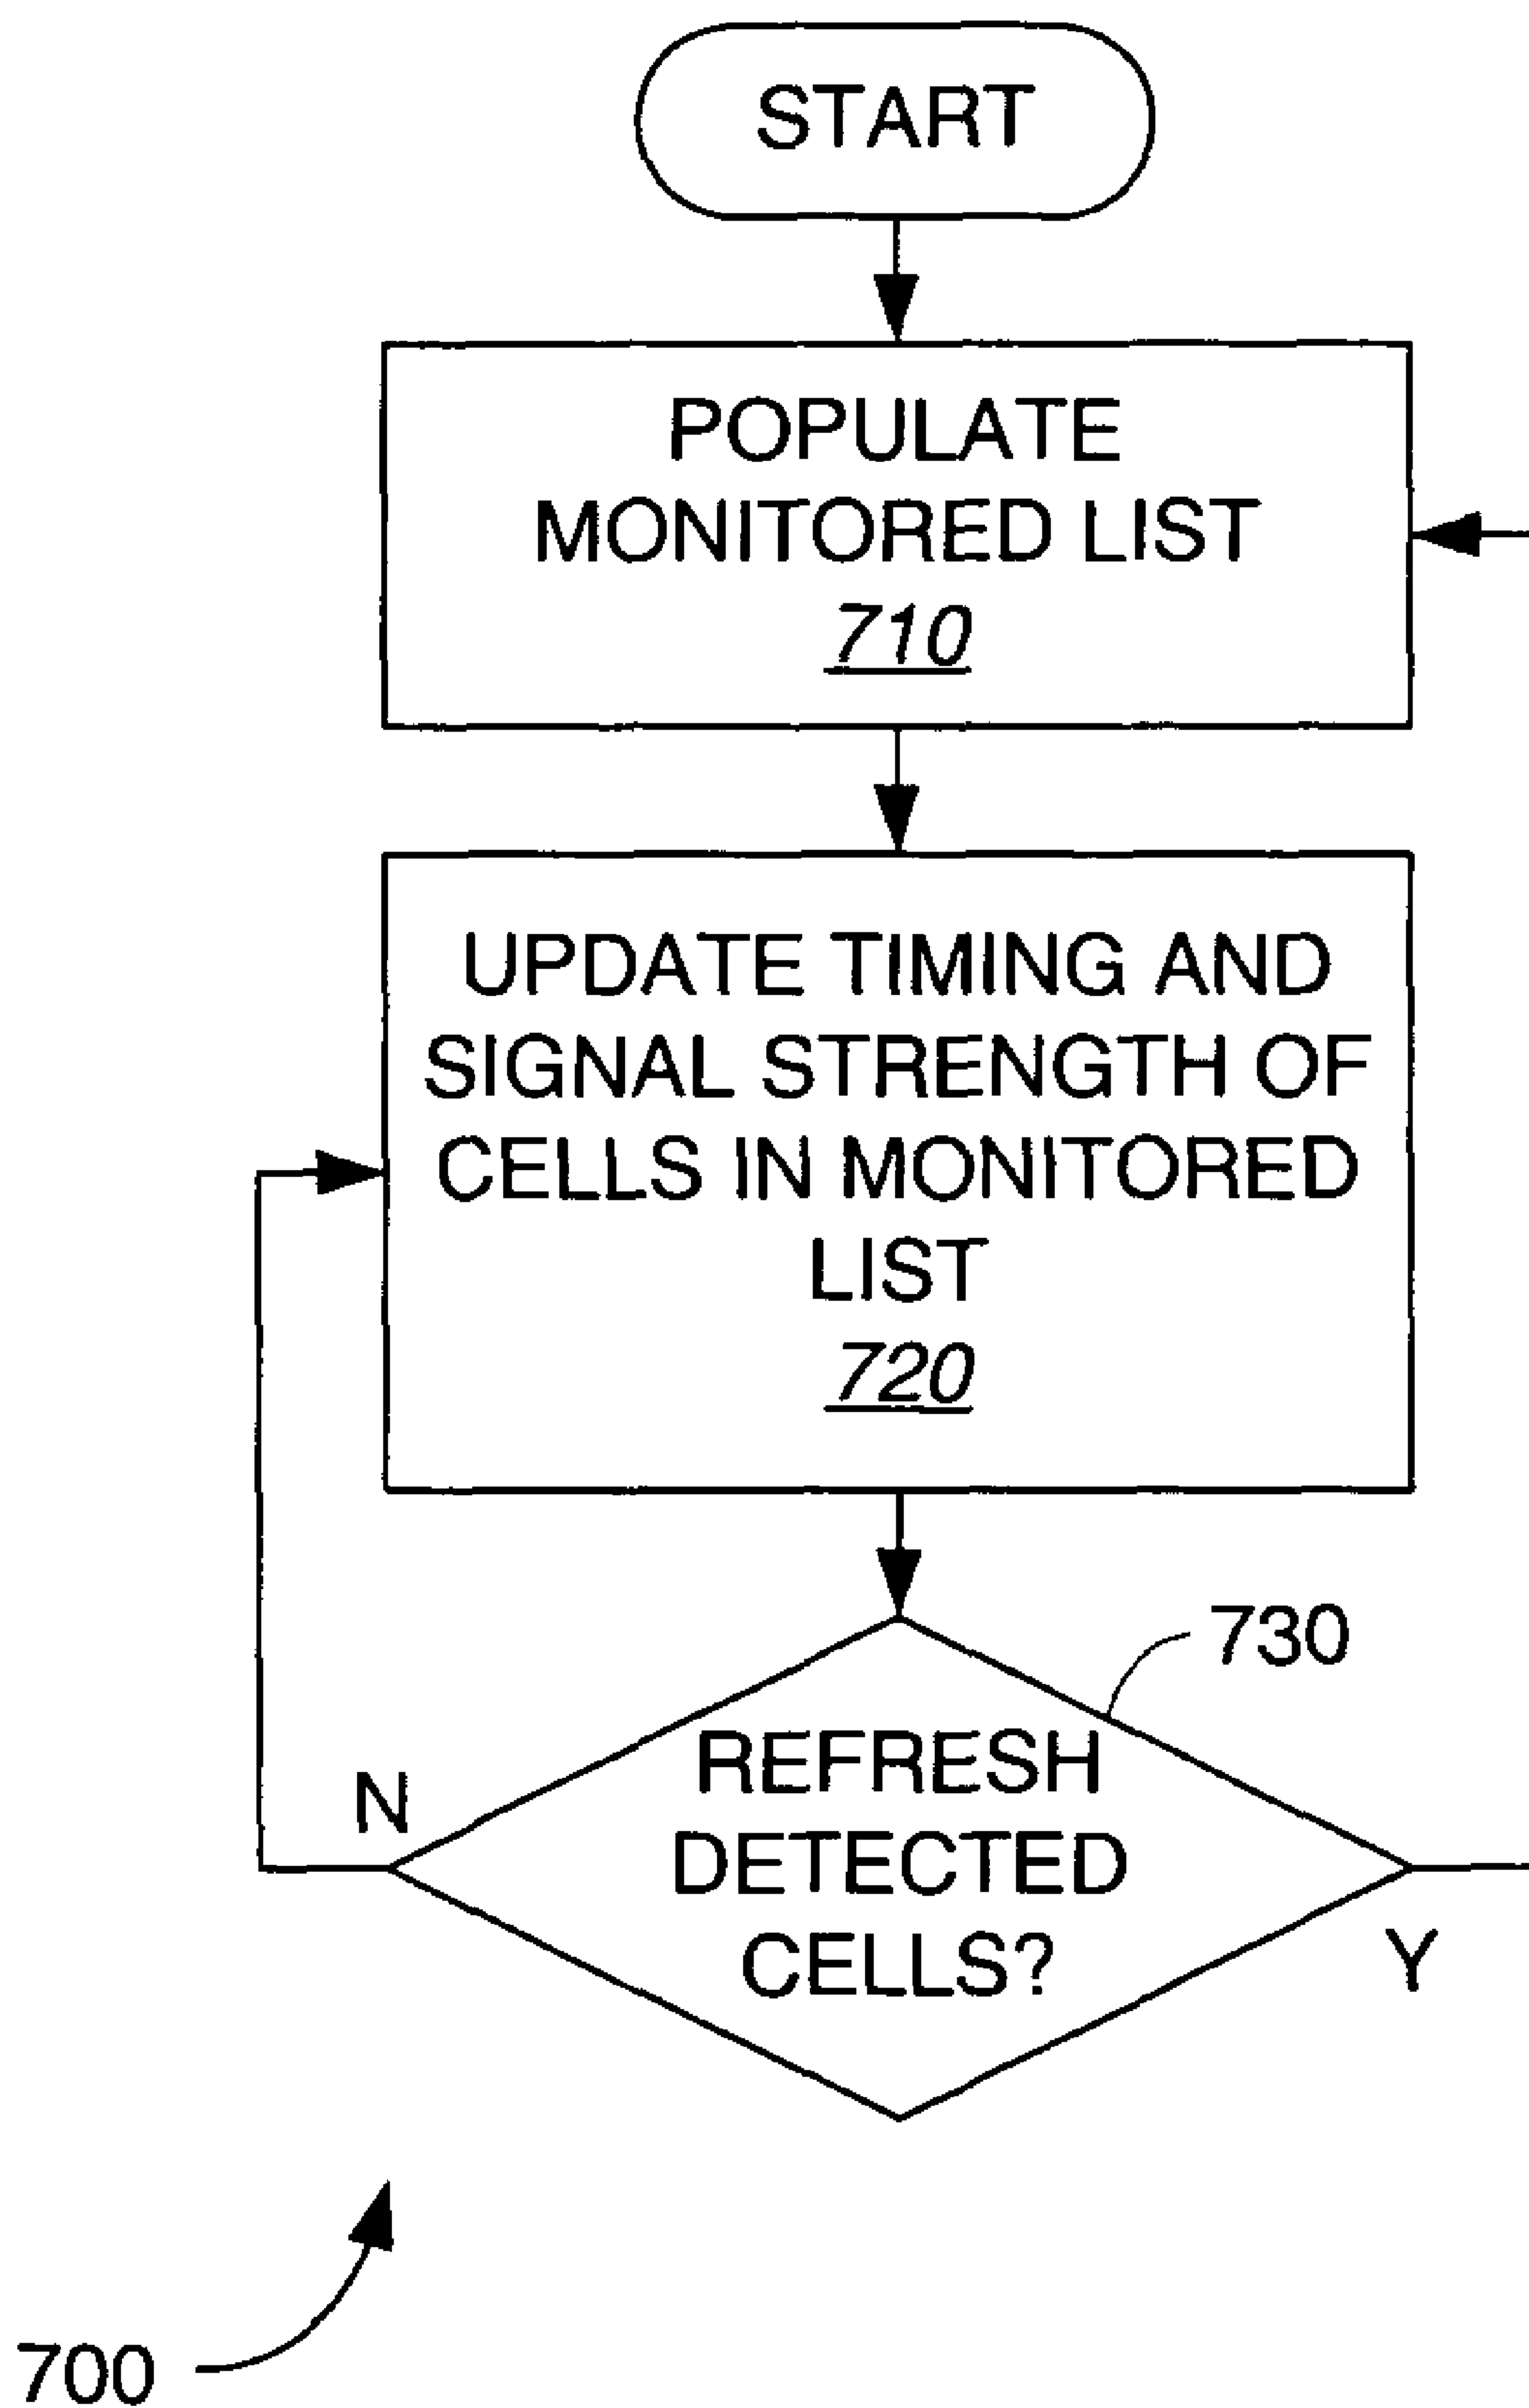 START
POPULATE
MONITORED LIST
710
UPDATE TIMING AND
SIGNAL STRENGTH OF
CELLS IN MONITORED
LIST
720
730
N
REFRESH
DETECTED
CELLS?
Y
700